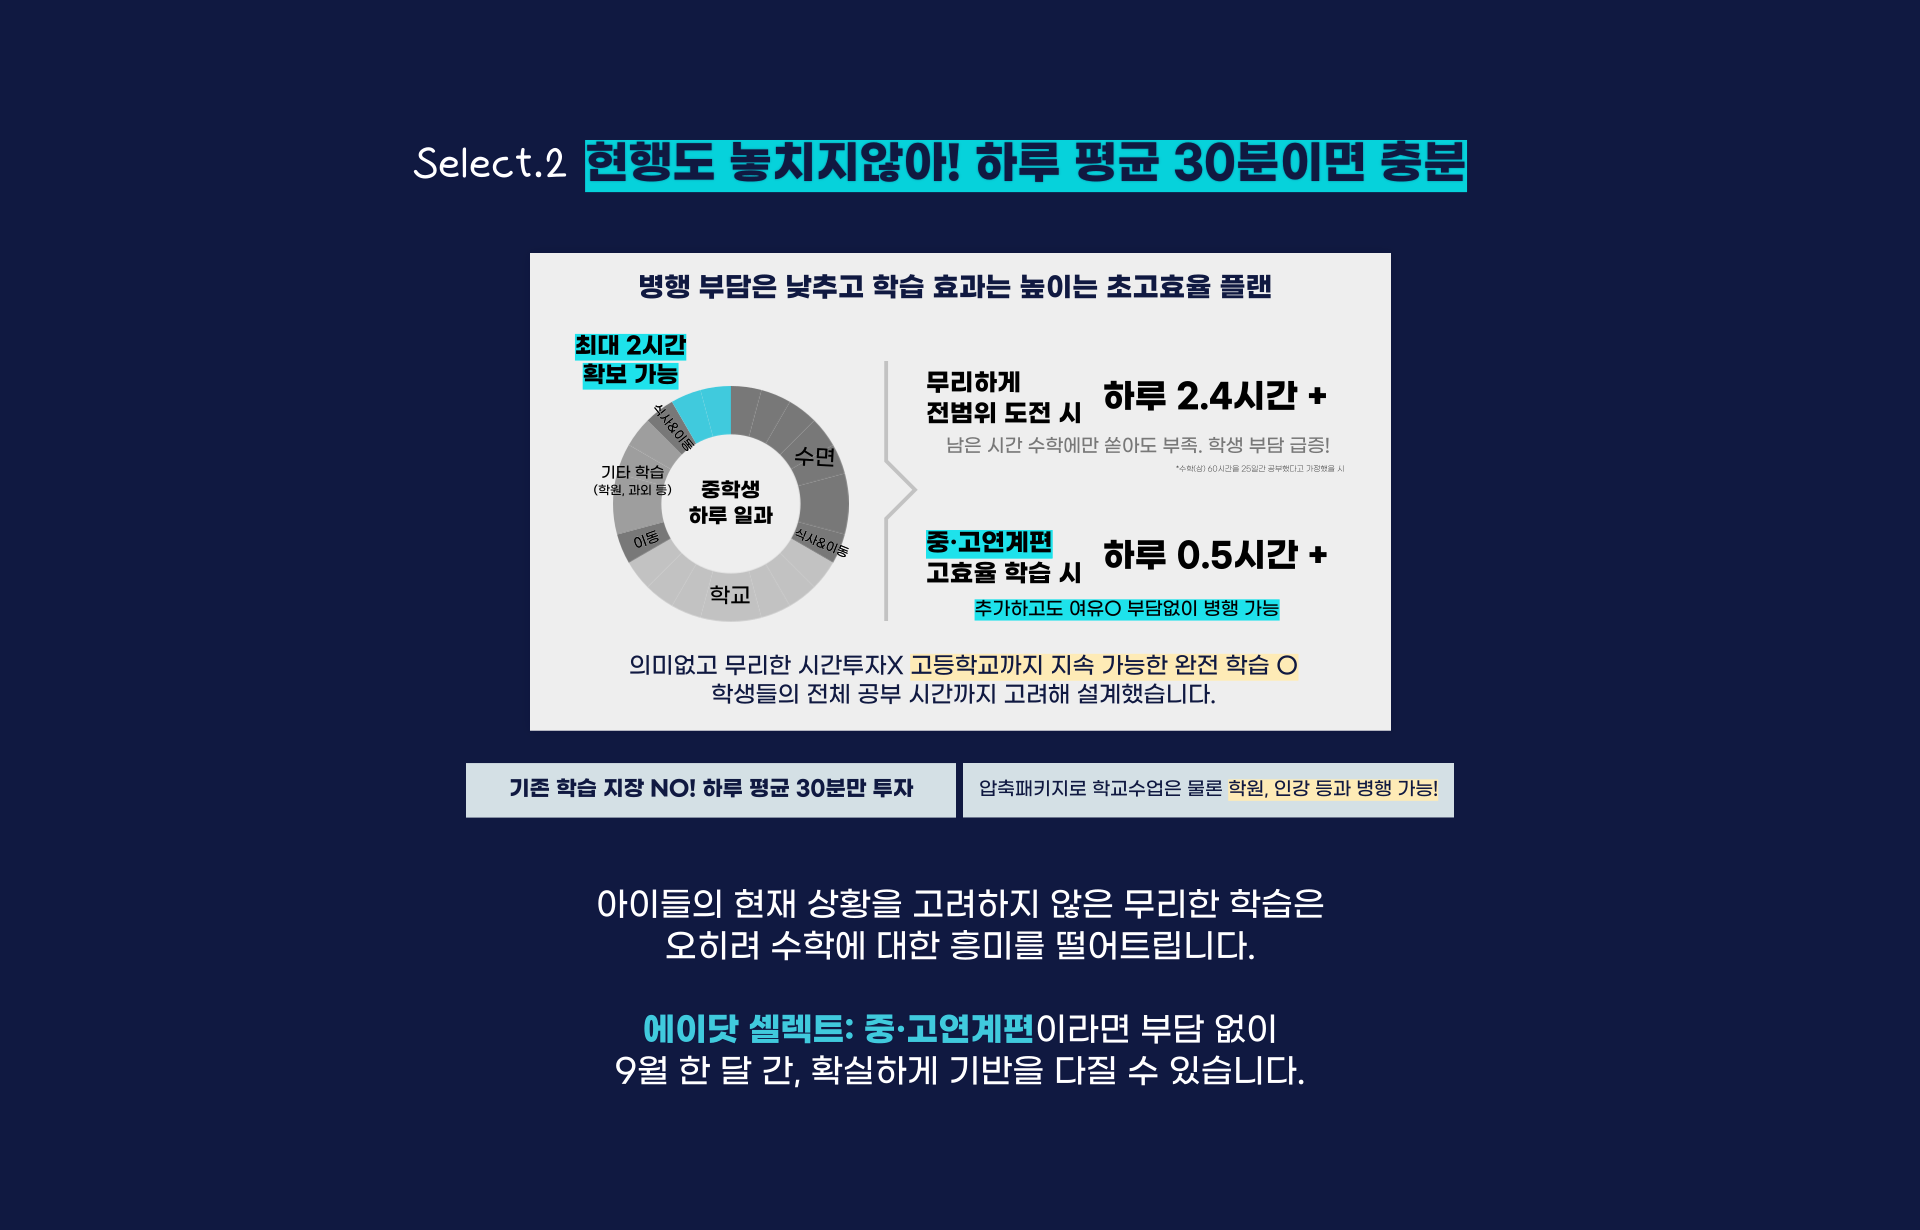 Select.2 현행도 놓치지않아! 하루 평균 30분이면 충분
병행 부담은 낮추고 학습 효과는 높이는 초고효율 플랜
최대 2시간
확보 가능
식사&이동
수면
기타 학습
(학원, 과외 등)
중학생
하루 일과
이동
식사&이동
학교
무리하게
전범위 도전 시
하루 2.4시간 +
남은 시간 수학에만 쏟아도 부족. 학생 부담 급증!
*수학(상) 60시간을 25일간 공부했다고 가정했을 시
중·고연계편
고효율 학습 시
하루 0.5시간 +
추가하고도 여유O 부담없이 병행 가능
의미없고 무리한 시간투자X 고등학교까지 지속 가능한 완전 학습 O
학생들의 전체 공부 시간까지 고려해 설계했습니다.
기존 학습 지장 NO! 하루 평균 30분만 투자
압축패키지로 학교수업은 물론 학원, 인강 등과 병행 가능!
아이들의 현재 상황을 고려하지 않은 무리한 학습은
오히려 수학에 대한 흥미를 떨어트립니다.
에이닷 셀렉트: 중·고연계편이라면 부담 없이
9월 한 달 간, 확실하게 기반을 다질 수 있습니다.